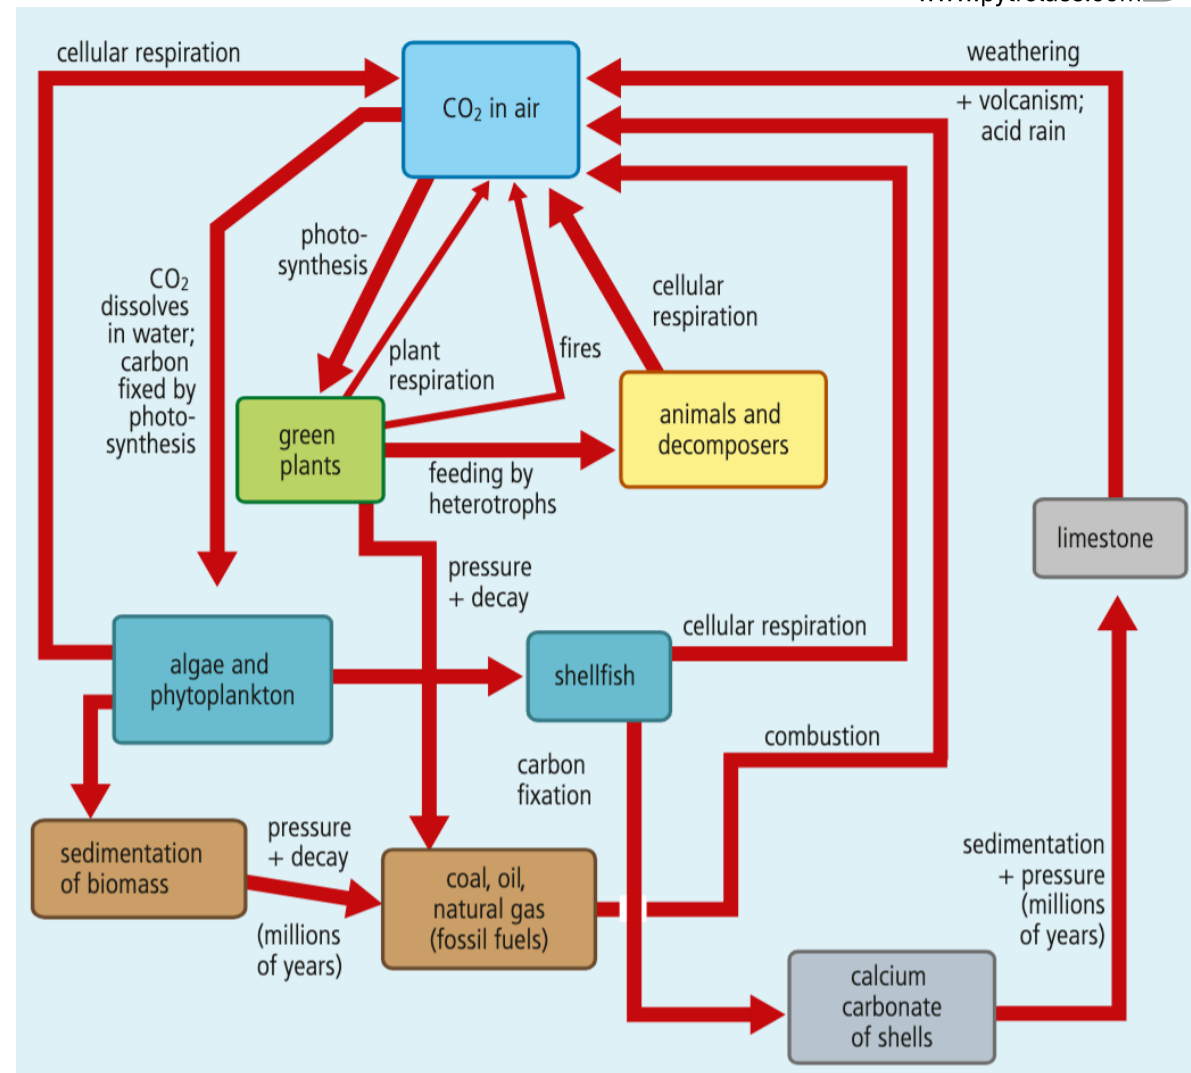 cellular respiration
CO₂ in air
weathering
+ volcanism;
acid rain
photo-
synthesis
CO₂
dissolves
in water;
carbon
fixed by
photo-
synthesis
plant
respiration
fires
cellular
respiration
green
plants
animals and
decomposers
feeding by
heterotrophs
limestone
pressure
+ decay
cellular respiration
algae and
phytoplankton
shellfish
combustion
carbon
fixation
sedimentation
of biomass
pressure
+ decay
(millions
of years)
coal, oil,
natural gas
(fossil fuels)
sedimentation
+ pressure
(millions
of years)
calcium
carbonate
of shells